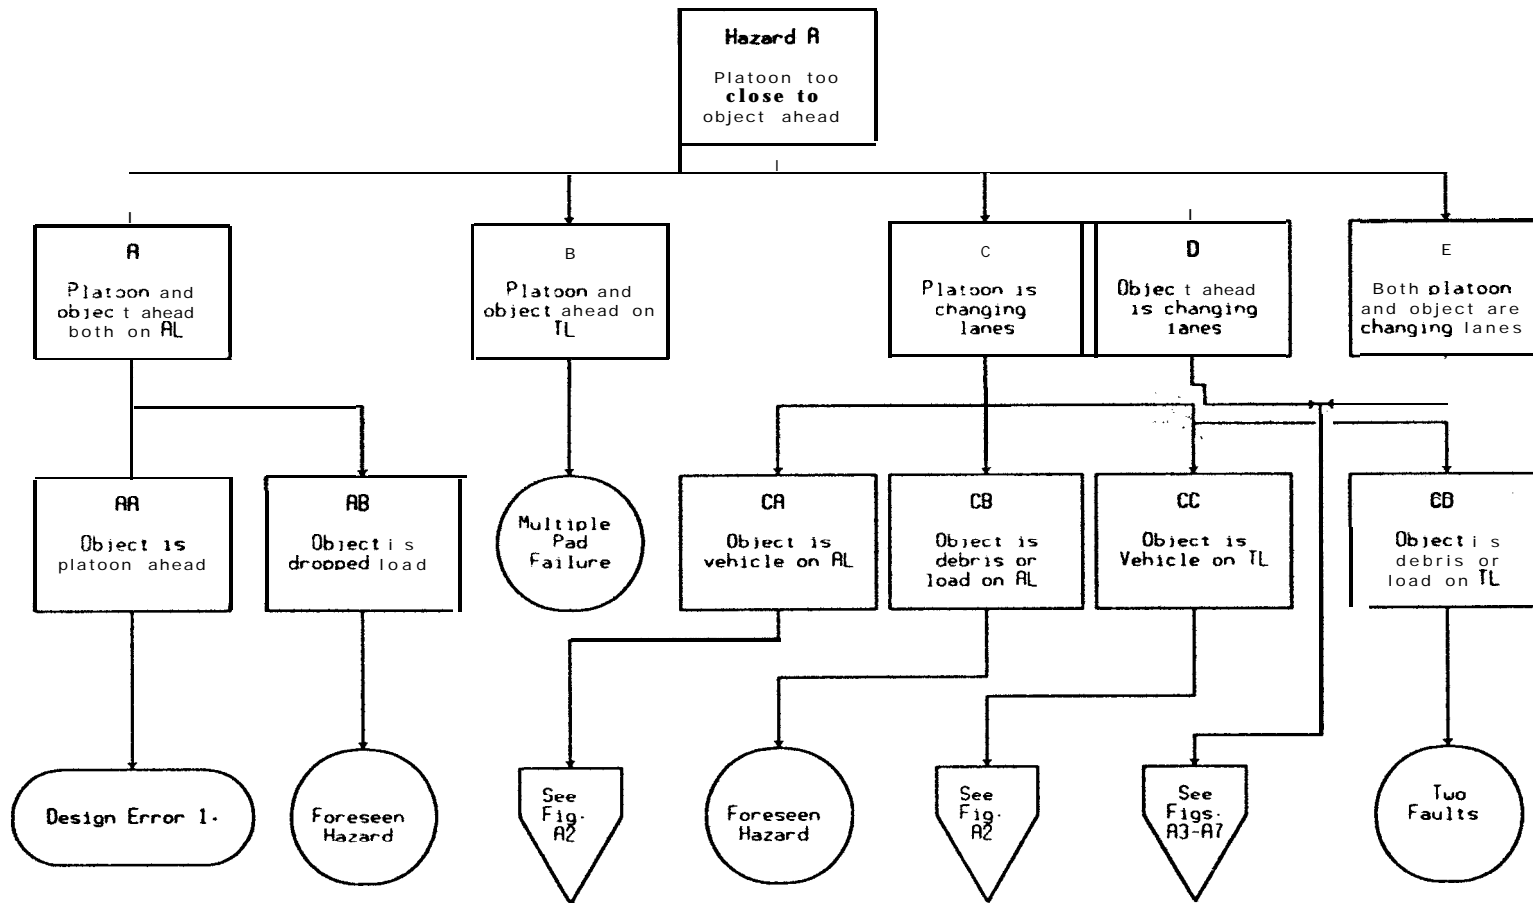 Hazard A
Platoon too
close to
object ahead
A
Platoon and
object ahead
both on AL
B
Platoon and
object ahead on
TL
C
Platoon is
changing
lanes
D
Object ahead
is changing
lanes
E
Both platoon
and object are
changing lanes
AA
Object is
platoon ahead
AB
Object is
dropped load
Multiple
Pad
Failure
CA
Object is
vehicle on AL
CB
Object is
debris or
load on AL
CC
Object is
Vehicle on TL
CD
Object is
debris or
load on TL
Design Error 1.
Foreseen
Hazard
See
Fig.
A2
Foreseen
Hazard
See
Fig.
A2
See
Figs.
A3-A7
Two
Faults